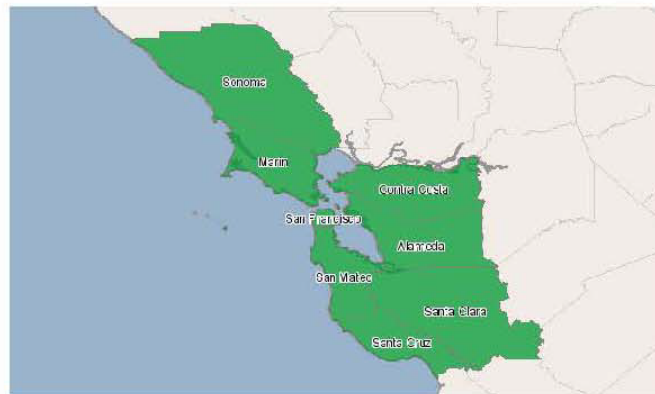 Sonoma
Marin
Contra Costa
San Francisco
Alameda
San Mateo
Santa Clara
Santa Cruz